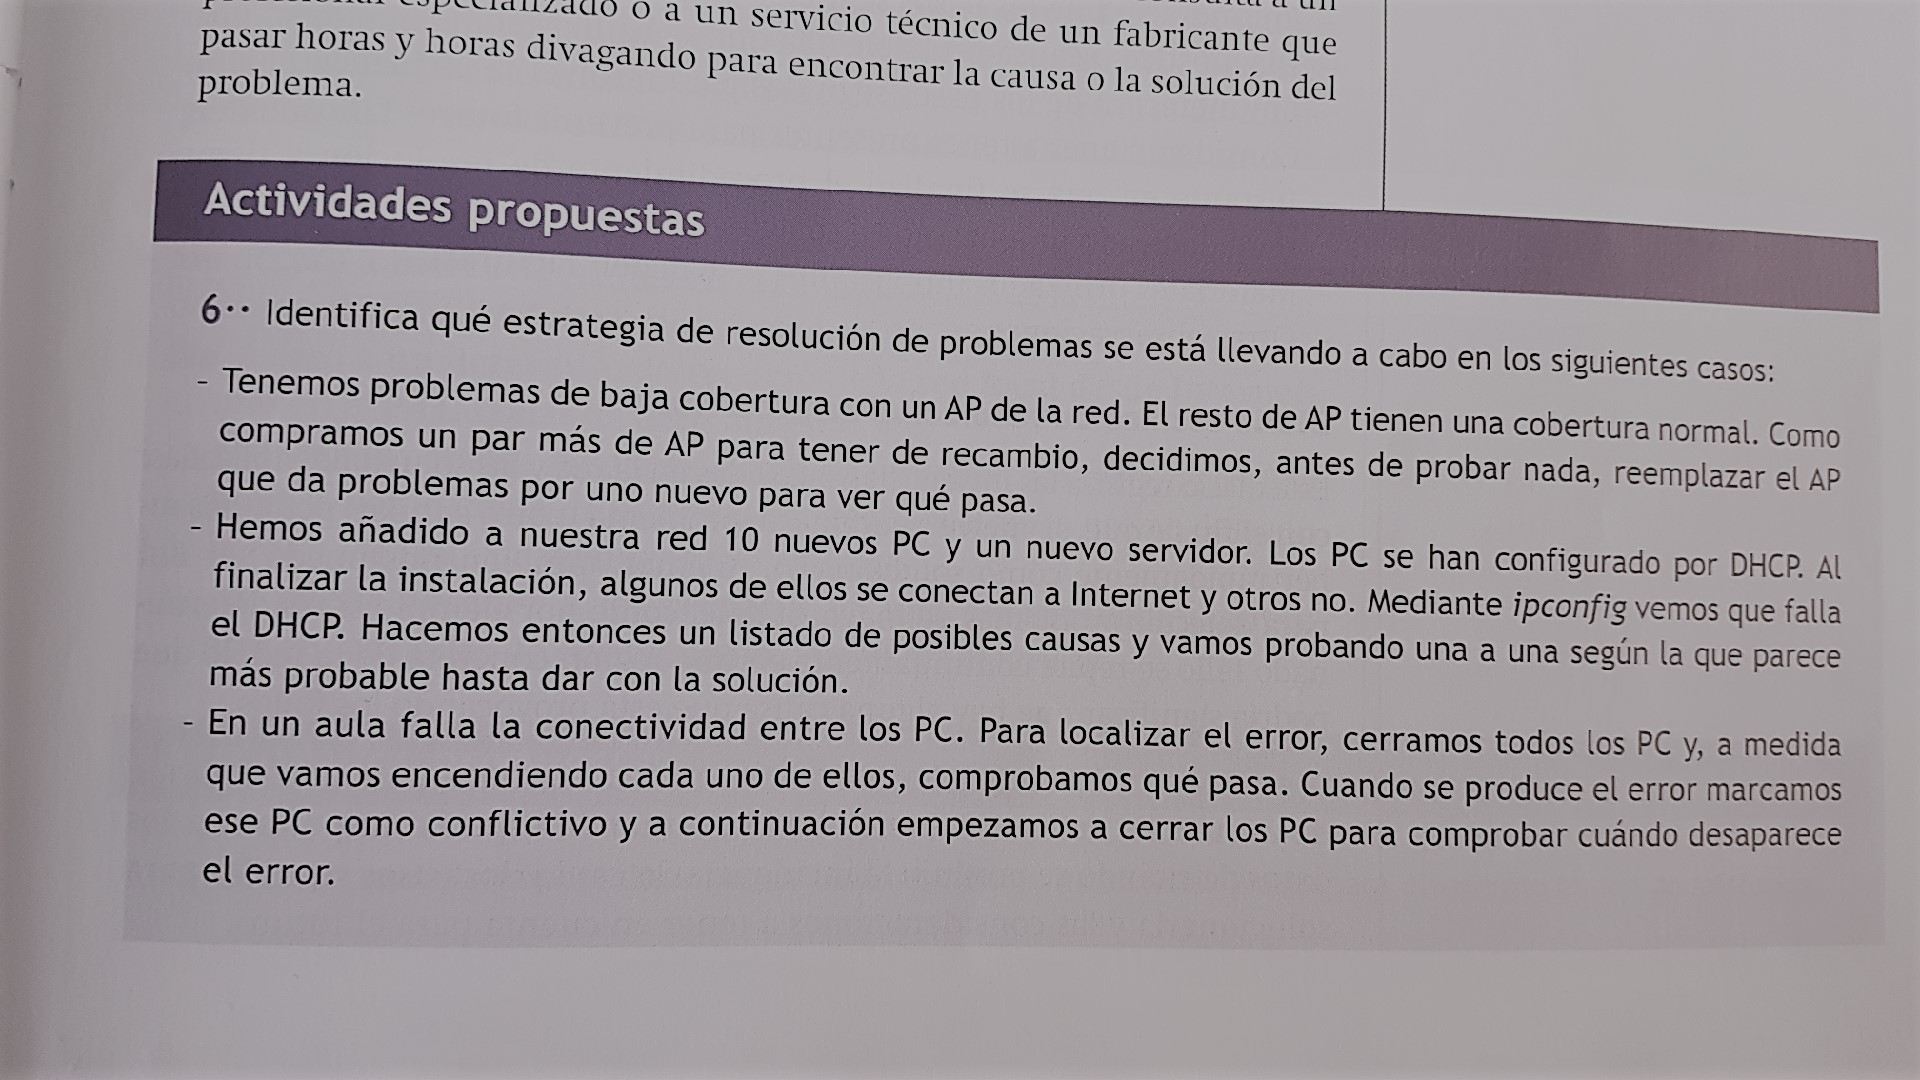 especializado o a un servicio técnico de un fabricante que
pasar horas y horas divagando para encontrar la causa o la solución del
problema.
Actividades propuestas
6·· Identifica qué estrategia de resolución de problemas se está llevando a cabo en los siguientes casos:
- Tenemos problemas de baja cobertura con un AP de la red. El resto de AP tienen una cobertura normal. Como
compramos un par más de AP para tener de recambio, decidimos, antes de probar nada, reemplazar el AP
que da problemas por uno nuevo para ver qué pasa.
- Hemos añadido a nuestra red 10 nuevos PC y un nuevo servidor. Los PC se han configurado por DHCP. Al
finalizar la instalación, algunos de ellos se conectan a Internet y otros no. Mediante ipconfig vemos que falla
el DHCP. Hacemos entonces un listado de posibles causas y vamos probando una a una según la que parece
más probable hasta dar con la solución.
- En un aula falla la conectividad entre los PC. Para localizar el error, cerramos todos los PC y, a medida
que vamos encendiendo cada uno de ellos, comprobamos qué pasa. Cuando se produce el error marcamos
ese PC como conflictivo y a continuación empezamos a cerrar los PC para comprobar cuándo desaparece
el error.